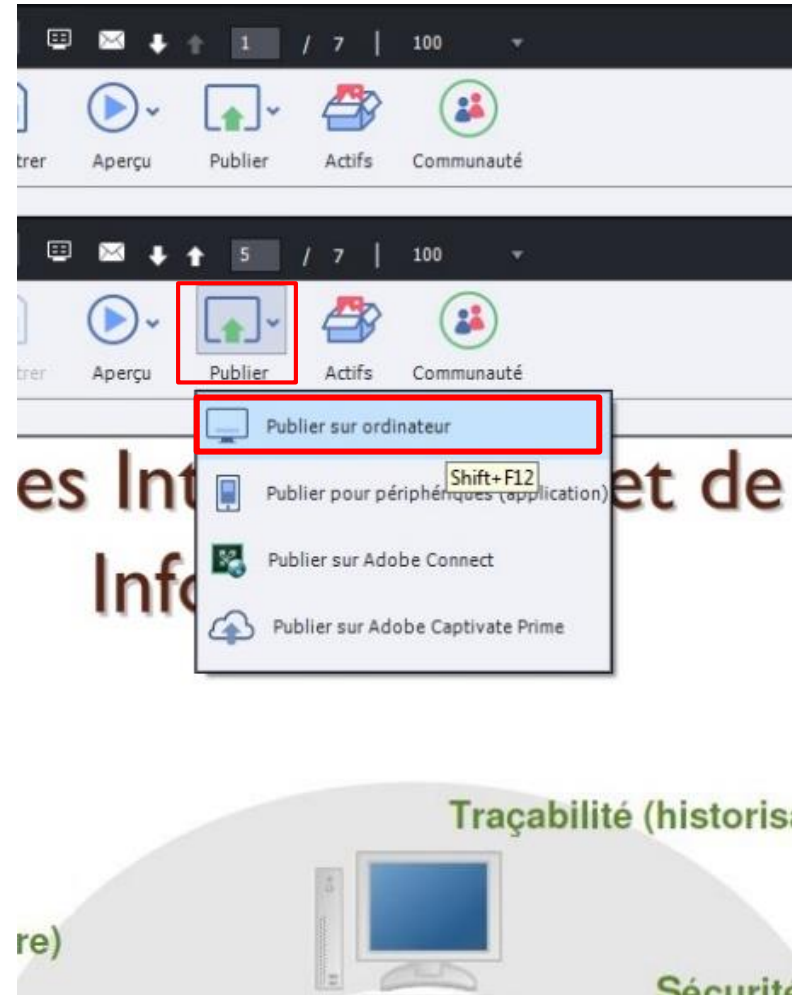 1 / 7 | 100
trer Aperçu Publier Actifs Communauté
5 / 7 | 100
trer Aperçu Publier Actifs Communauté
Publier sur ordinateur
Shift+F12
Publier pour périphériques (application)
Publier sur Adobe Connect
Publier sur Adobe Captivate Prime
es Int et de
Info
Traçabilité (historisa
re)
Sécurité